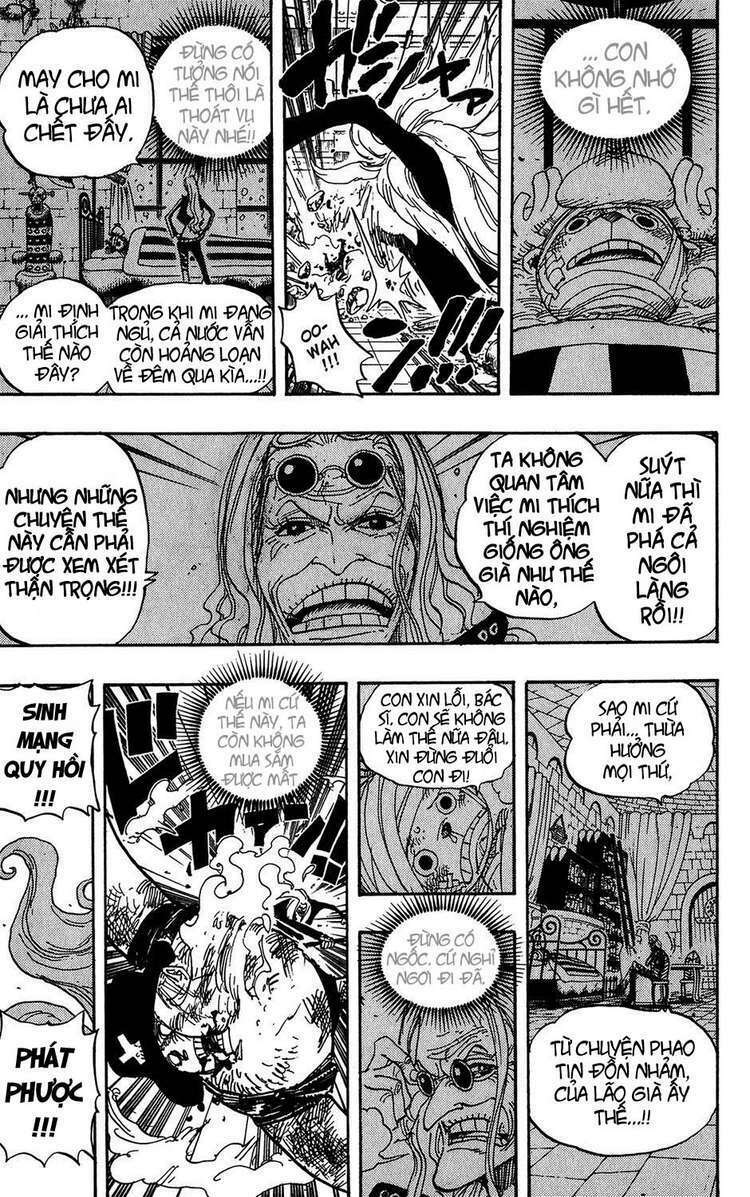 ... CON
KHÔNG NHỚ
GÌ HẾT.
OO-
WAH
!!!
ĐỪNG CÓ
TƯỞNG NÓI
THẾ THÔI LÀ
THOÁT VỤ
NÀY NHÉ!!
MAY CHO MI
LÀ CHƯA AI
CHẾT ĐẤY.
TRONG KHI MI ĐANG
NGỦ, CẢ NƯỚC VẪN
CÒN HOẢNG LOẠN
VỀ ĐÊM QUA KÌA...!!
... MI ĐỊNH
GIẢI THÍCH
THẾ NÀO
ĐÂY?
SUÝT
NỮA THÌ
MI ĐÃ
PHÁ CẢ
NGÔI
LÀNG
RỒI!!
TA KHÔNG
QUAN TÂM
VIỆC MI THÍCH
THÍ NGHIỆM
GIỐNG ÔNG
GIÀ NHƯ THẾ
NÀO,
NHƯNG NHỮNG
CHUYỆN THẾ
NÀY CẦN PHẢI
ĐƯỢC XEM XÉT
THẬN TRỌNG!!!
SAO MI CỨ
PHẢI... THỪA
HƯỞNG
MỌI THỨ,
TỪ CHUYỆN PHAO
TIN ĐỒN NHẢM,
CỦA LÃO GIÀ ẤY
THẾ...!!
CON XIN LỖI, BÁC
SĨ, CON SẼ KHÔNG
LÀM THẾ NỮA ĐÂU,
XIN ĐỪNG ĐUỔI
CON ĐI!
ĐỪNG CÓ
NGỐC. CỨ NGHỈ
NGƠI ĐI ĐÃ.
NẾU MI CỨ
THẾ NÀY, TA
CÒN KHÔNG
MUA SẮM
ĐƯỢC MẤT
ドドォ
ガァーン
SINH
MẠNG
QUY HỒI
!!!
PHÁT
PHƯỢC
!!!